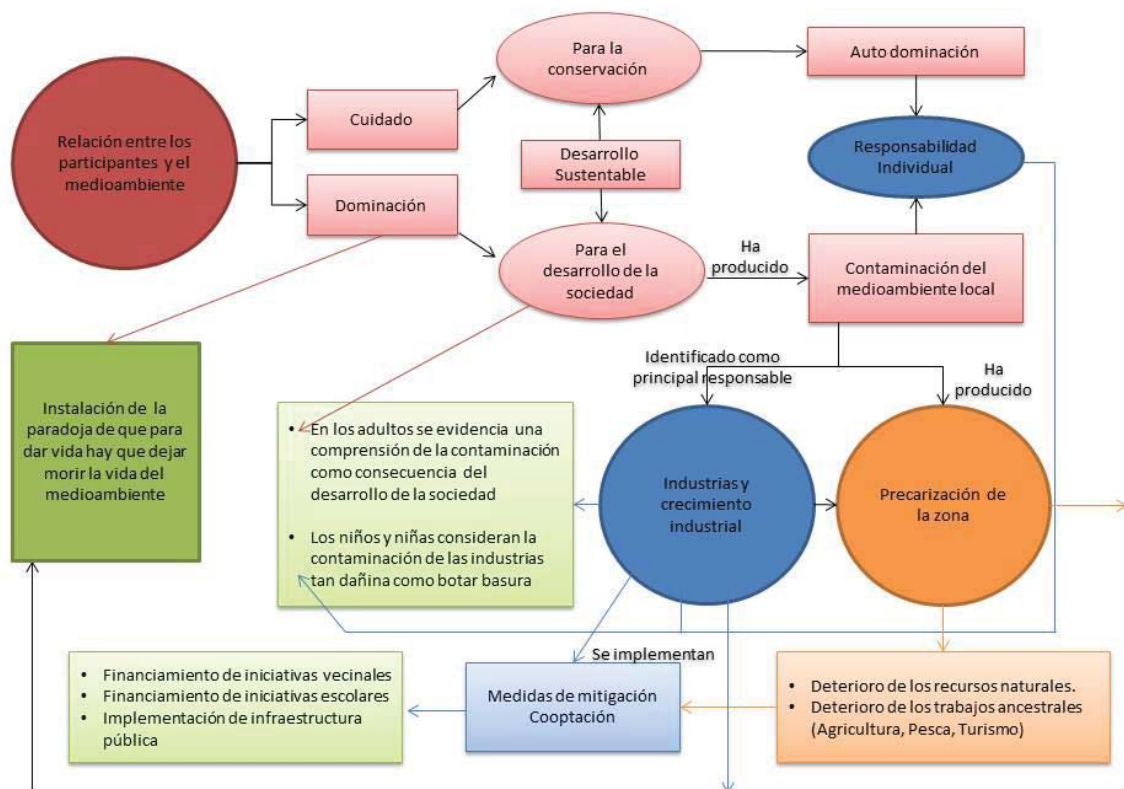 Relación entre los
participantes y el
medioambiente
Cuidado
Dominación
Para la
conservación
Desarrollo
Sustentable
Para el
desarrollo de la
sociedad
Auto dominación
Responsabilidad
Individual
Ha
producido
Contaminación del
medioambiente local
Identificado como
principal responsable
Ha
producido
Instalación de la
paradoja de que para
dar vida hay que dejar
morir la vida del
medioambiente
• En los adultos se evidencia una
comprensión de la contaminación
como consecuencia del
desarrollo de la sociedad
• Los niños y niñas consideran la
contaminación de las industrias
tan dañina como botar basura
Industrias y
crecimiento
industrial
Precarización de
la zona
Se implementan
• Financiamiento de iniciativas vecinales
• Financiamiento de iniciativas escolares
• Implementación de infraestructura
pública
Medidas de mitigación
Cooptación
• Deterioro de los recursos naturales.
• Deterioro de los trabajos ancestrales
(Agricultura, Pesca, Turismo)